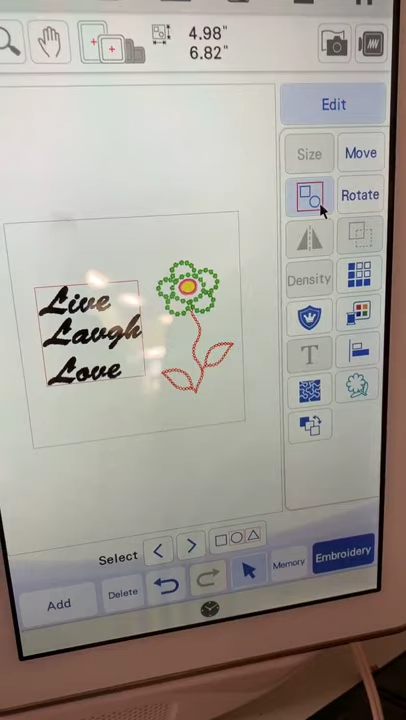 4.98"
6.82"
Edit
Size
Move
Rotate
Density
T
Live
Laugh
Love
Select
Add
Delete
Memory
Embroidery